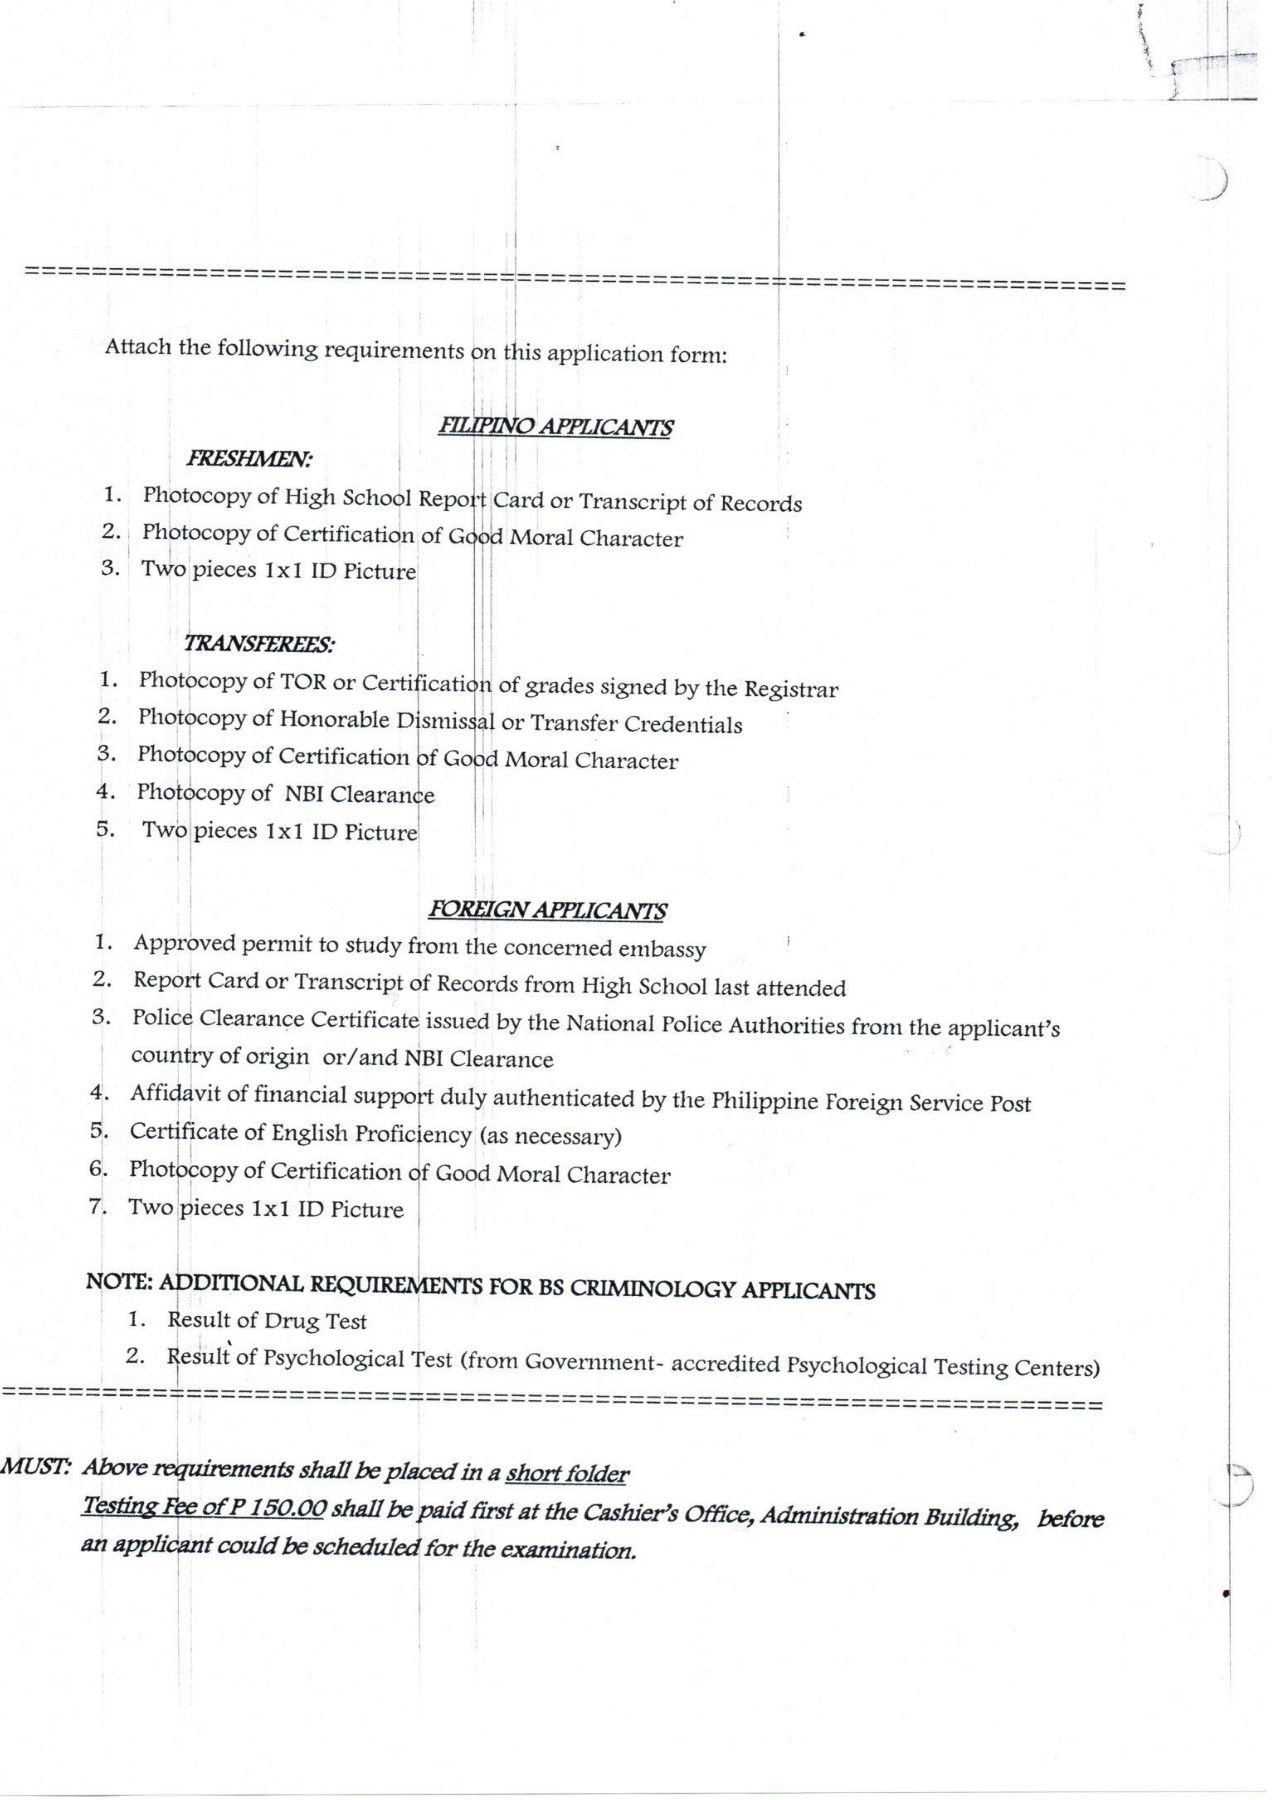 ==================================================================
Attach the following requirements on this application form:
FILIPINO APPLICANTS
FRESHMEN:
1. Photocopy of High School Report Card or Transcript of Records
2. Photocopy of Certification of Good Moral Character
3. Two pieces 1x1 ID Picture
TRANSFEREES:
1. Photocopy of TOR or Certification of grades signed by the Registrar
2. Photocopy of Honorable Dismissal or Transfer Credentials
3. Photocopy of Certification of Good Moral Character
4. Photocopy of NBI Clearance
5. Two pieces 1x1 ID Picture
FOREIGN APPLICANTS
1. Approved permit to study from the concerned embassy
2. Report Card or Transcript of Records from High School last attended
3. Police Clearance Certificate issued by the National Police Authorities from the applicant's
country of origin or/and NBI Clearance
4. Affidavit of financial support duly authenticated by the Philippine Foreign Service Post
5. Certificate of English Proficiency (as necessary)
6. Photocopy of Certification of Good Moral Character
7. Two pieces 1x1 ID Picture
NOTE: ADDITIONAL REQUIREMENTS FOR BS CRIMINOLOGY APPLICANTS
1. Result of Drug Test
2. Result of Psychological Test (from Government- accredited Psychological Testing Centers)
==================================================================
MUST: Above requirements shall be placed in a short folder
Testing Fee of P 150.00 shall be paid first at the Cashier's Office, Administration Building, before
an applicant could be scheduled for the examination.